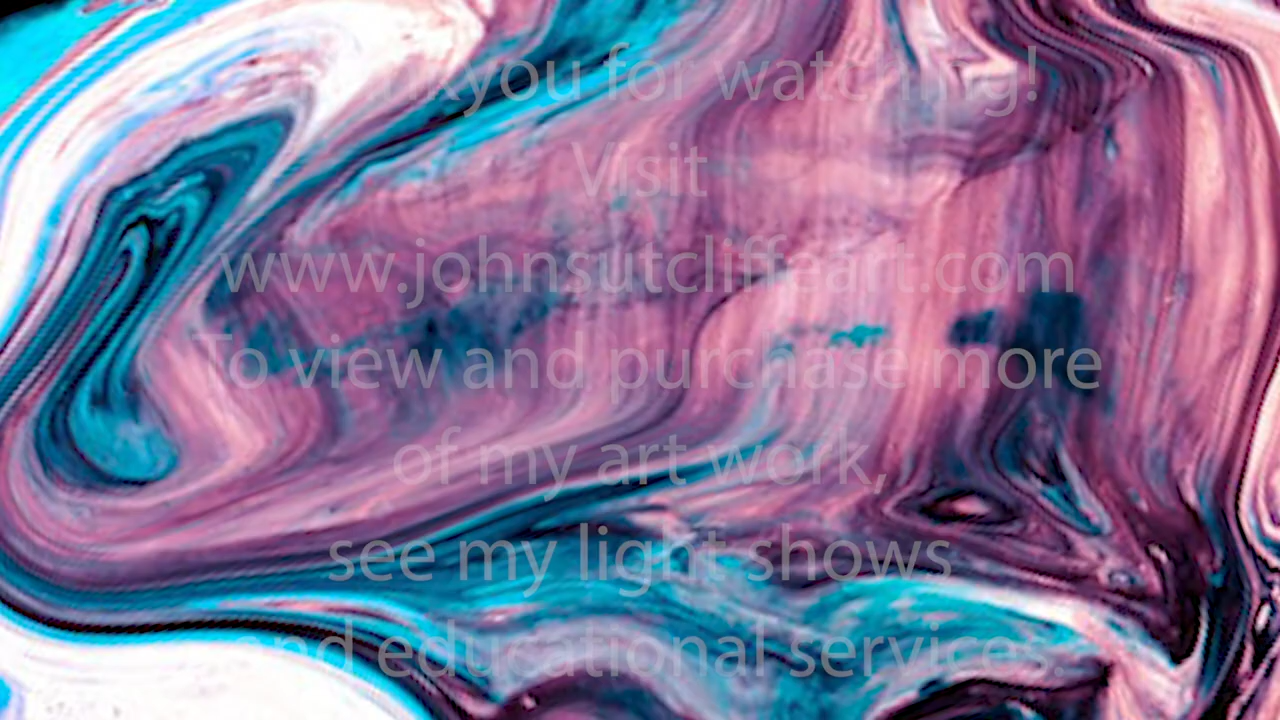 Thankyou for watching!
Visit
www.johnsutcliffeart.com
To view and purchase more
of my art work,
see my light shows
and educational services.